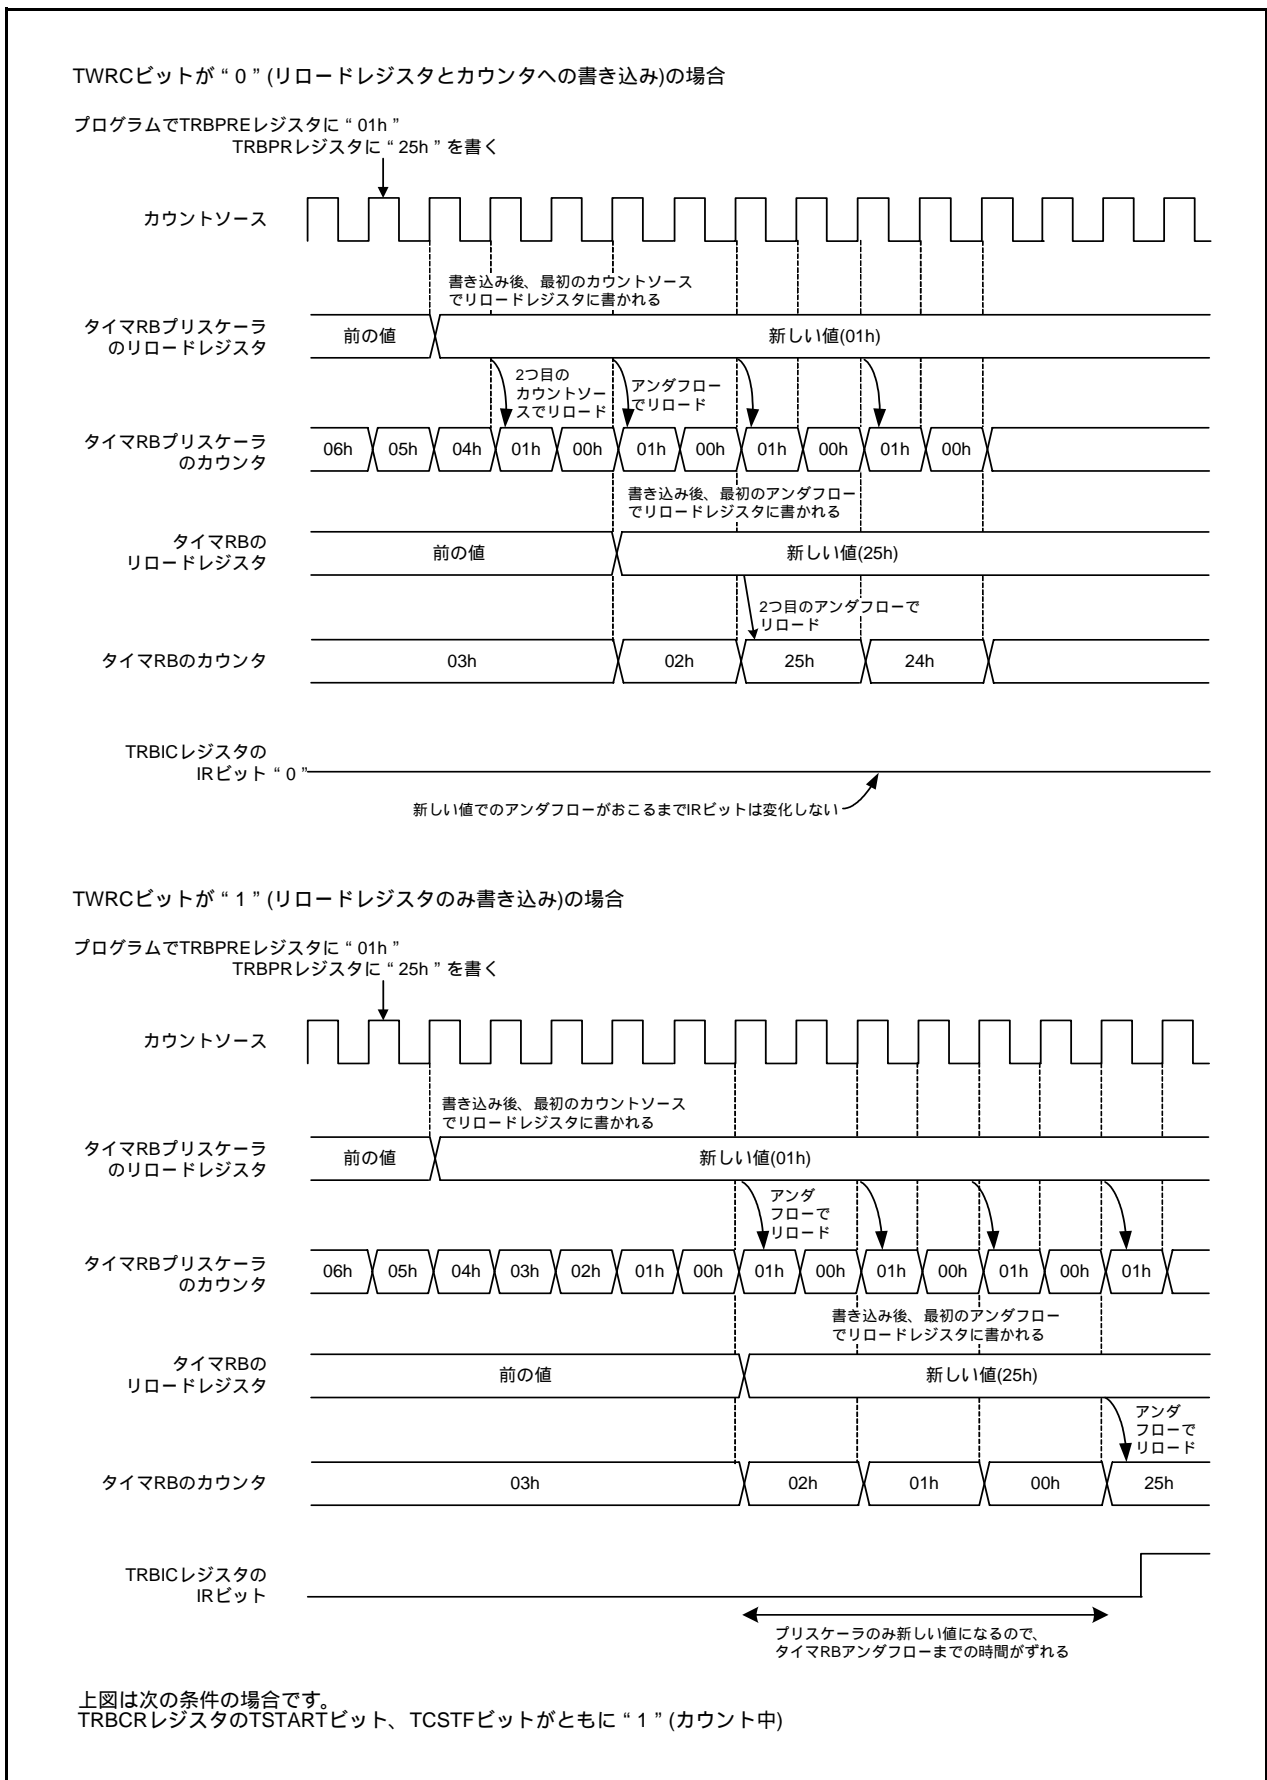 TWRCビットが“0”(リロードレジスタとカウンタへの書き込み)の場合
プログラムでTRBPREレジスタに“01h”
TRBPRレジスタに“25h”を書く
カウントソース
書き込み後、最初のカウントソース
でリロードレジスタに書かれる
タイマRBプリスケーラ
のリロードレジスタ
前の値
新しい値(01h)
2つ目の
カウントソー
スでリロード
アンダフロー
でリロード
タイマRBプリスケーラ
のカウンタ
06h 05h 04h 01h 00h 01h 00h 01h 00h 01h 00h
書き込み後、最初のアンダフロー
でリロードレジスタに書かれる
タイマRBの
リロードレジスタ
前の値
新しい値(25h)
2つ目のアンダフローで
リロード
タイマRBのカウンタ
03h 02h 25h 24h
TRBICレジスタの
IRビット“0”
新しい値でのアンダフローがおこるまでIRビットは変化しない
TWRCビットが“1”(リロードレジスタのみ書き込み)の場合
プログラムでTRBPREレジスタに“01h”
TRBPRレジスタに“25h”を書く
カウントソース
書き込み後、最初のカウントソース
でリロードレジスタに書かれる
タイマRBプリスケーラ
のリロードレジスタ
前の値
新しい値(01h)
アンダ
フローで
リロード
タイマRBプリスケーラ
のカウンタ
06h 05h 04h 03h 02h 01h 00h 01h 00h 01h 00h 01h 00h 01h
書き込み後、最初のアンダフロー
でリロードレジスタに書かれる
タイマRBの
リロードレジスタ
前の値
新しい値(25h)
アンダ
フローで
リロード
タイマRBのカウンタ
03h 02h 01h 00h 25h
TRBICレジスタの
IRビット
プリスケーラのみ新しい値になるので、
タイマRBアンダフローまでの時間がずれる
上図は次の条件の場合です。
TRBCRレジスタのTSTARTビット、TCSTFビットがともに“1”(カウント中)